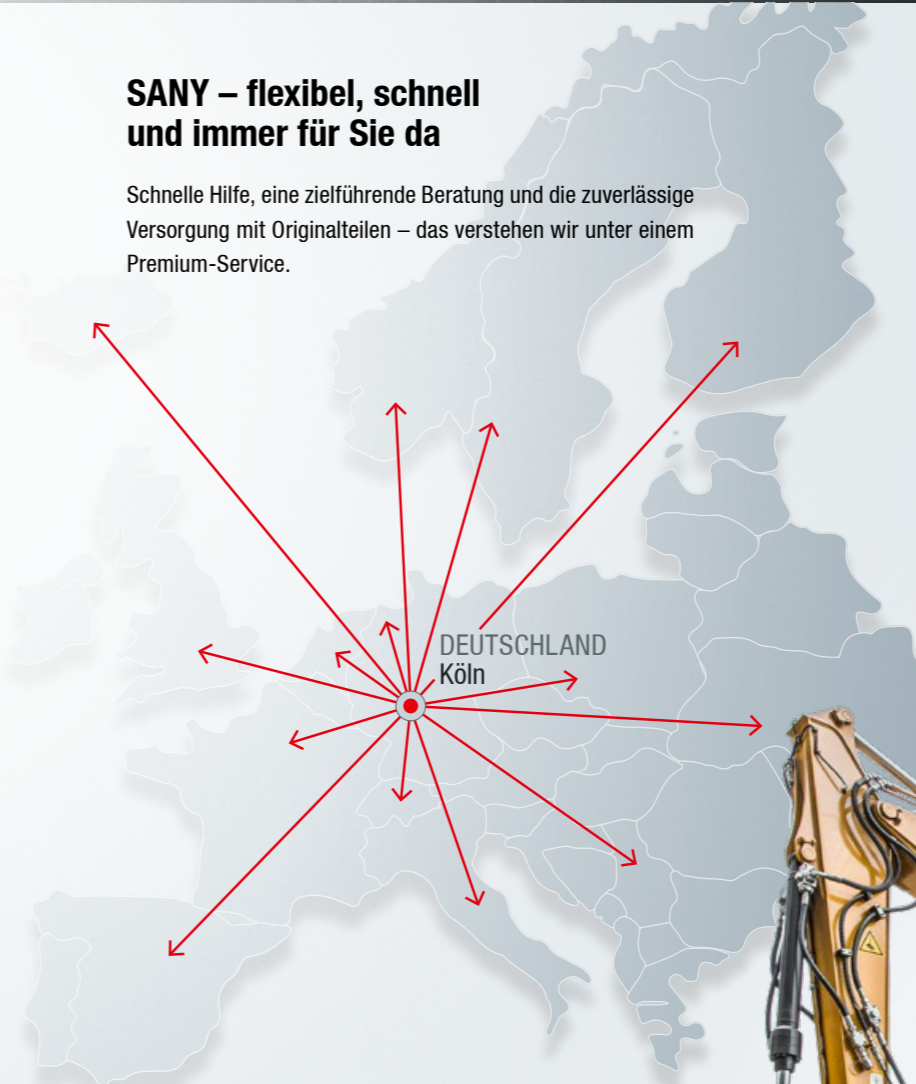 SANY – flexibel, schnell
und immer für Sie da
Schnelle Hilfe, eine zielführende Beratung und die zuverlässige
Versorgung mit Originalteilen – das verstehen wir unter einem
Premium-Service.
DEUTSCHLAND
Köln